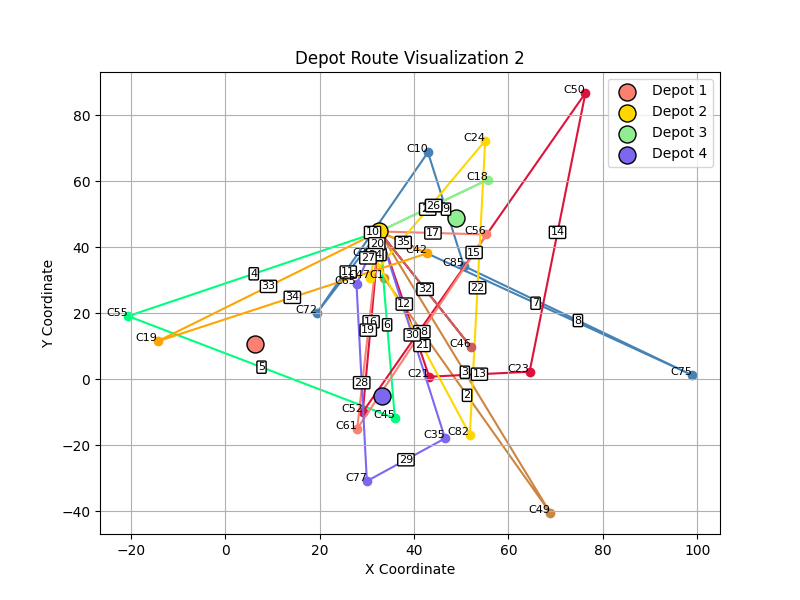 Depot Route Visualization 2
Depot 1
Depot 2
Depot 3
Depot 4
Y Coordinate
80
60
40
20
0
−20
−40
−20
0
20
40
60
80
100
X Coordinate
C50
C24
C10
C18
C56
C42
C85
C47
C1
C65
C72
C55
C19
C46
C21
C23
C75
C52
C45
C61
C82
C35
C77
C49
26
9
10
17
14
20
35
15
27
11
4
33
34
32
22
12
7
8
16
19
6
30
21
5
28
3
13
2
29